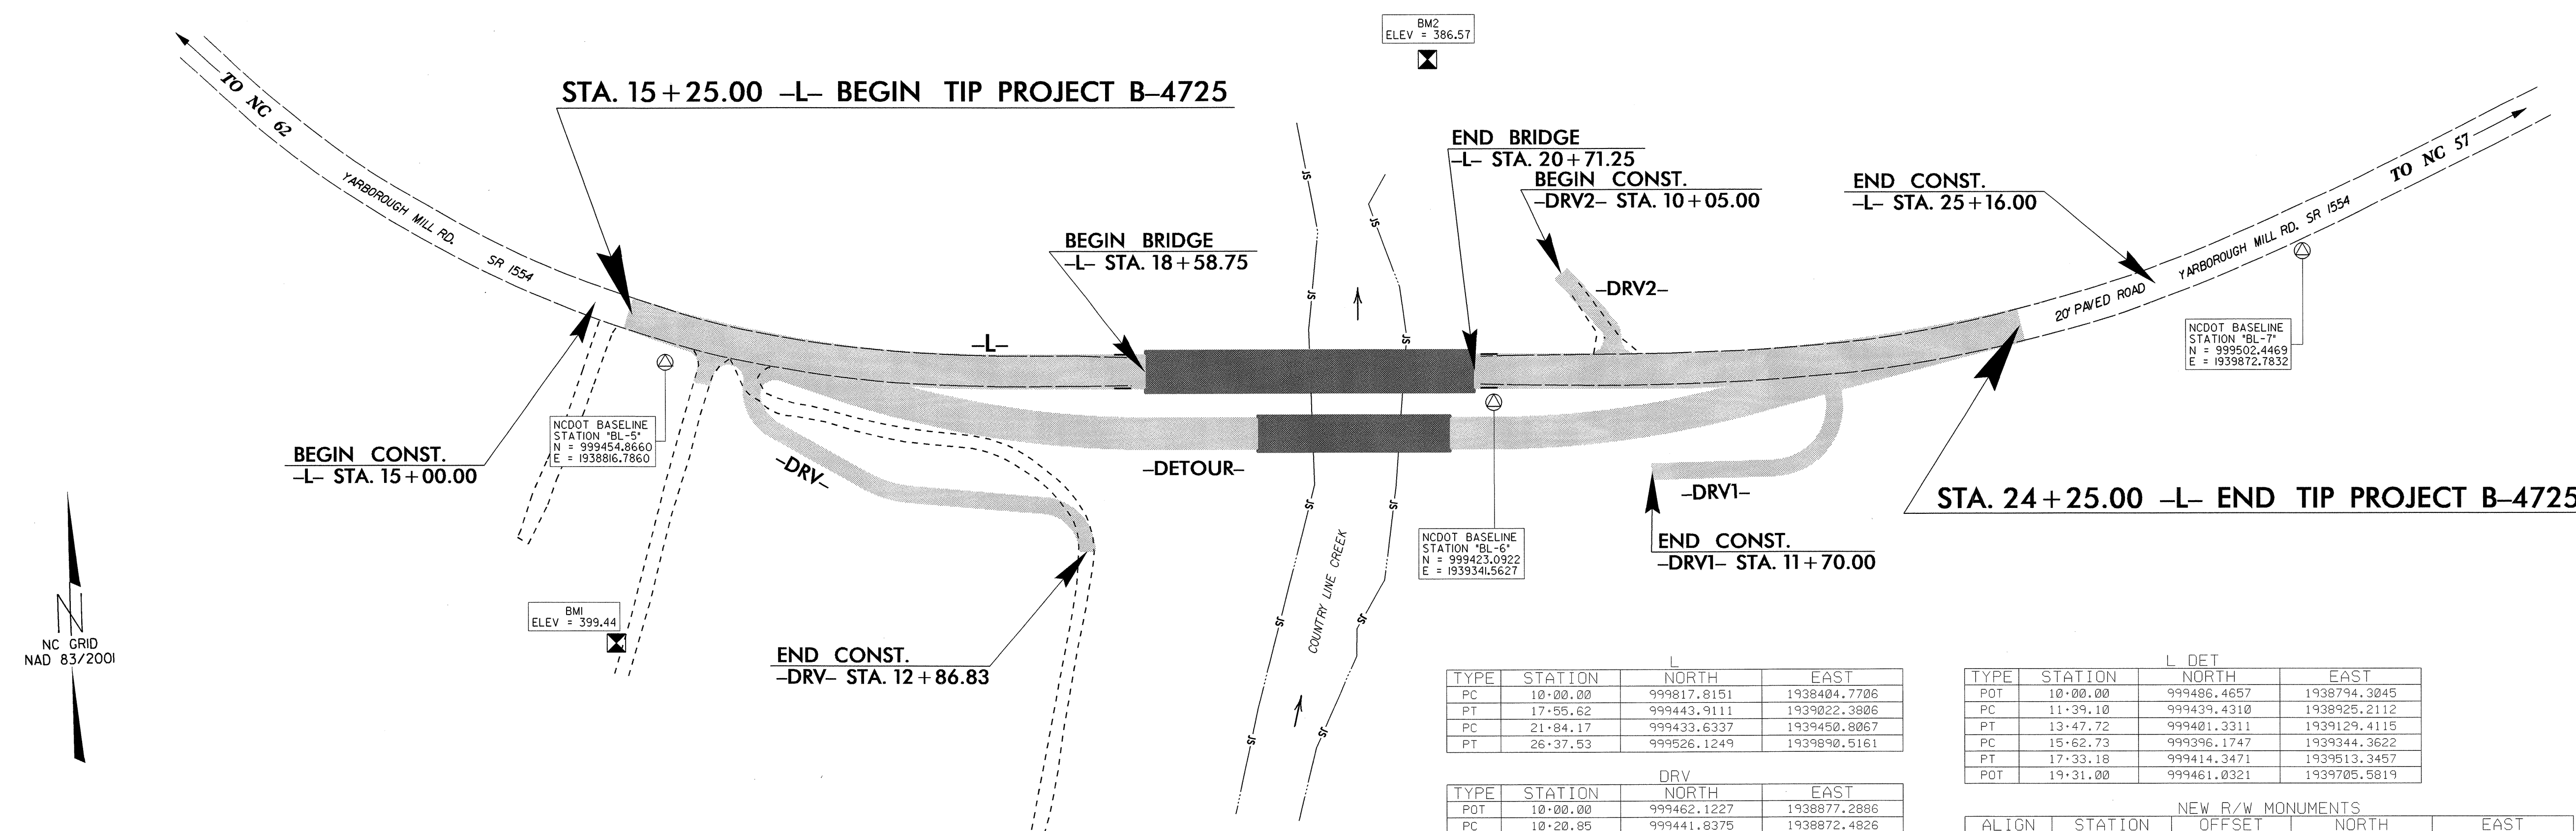 BM2
ELEV = 386.57
TO NC 62
STA. 15+25.00 -L- BEGIN TIP PROJECT B-4725
YARBOROUGH MILL RD.
SR 1554
END BRIDGE
-L- STA. 20+71.25
BEGIN CONST.
-DRV2- STA. 10+05.00
END CONST.
-L- STA. 25+16.00
TO NC 57
YARBOROUGH MILL RD. SR 1554
20' PAVED ROAD
BEGIN BRIDGE
-L- STA. 18+58.75
-DRV2-
-L-
JS
JS
JS
JS
NCDOT BASELINE
STATION "BL-7"
N = 999502.4469
E = 1939872.7832
NCDOT BASELINE
STATION "BL-5"
N = 999454.8660
E = 1938816.7860
BEGIN CONST.
-L- STA. 15+00.00
-DRV-
-DETOUR-
-DRV1-
STA. 24+25.00 -L- END TIP PROJECT B-4725
END CONST.
-DRV1- STA. 11+70.00
NCDOT BASELINE
STATION "BL-6"
N = 999423.0922
E = 1939341.5627
JS
JS
COUNTRY LINE CREEK
JS
JS
JS
JS
NC GRID
NAD 83/2001
BM1
ELEV = 399.44
END CONST.
-DRV- STA. 12+86.83
L
TYPE STATION NORTH EAST
PC 10+00.00 999817.8151 1938404.7706
PT 17+55.62 999443.9111 1939022.3806
PC 21+84.17 999433.6337 1939450.8067
PT 26+37.53 999526.1249 1939890.5161
L DET
TYPE STATION NORTH EAST
POT 10+00.00 999486.4657 1938794.3045
PC 11+39.10 999439.4310 1938925.2112
PT 13+47.72 999401.3311 1939129.4115
PC 15+62.73 999396.1747 1939344.3622
PT 17+33.18 999414.3471 1939513.3457
POT 19+31.00 999461.0321 1939705.5819
DRV
TYPE STATION NORTH EAST
POT 10+00.00 999462.1227 1938877.2886
PC 10+20.85 999441.8375 1938872.4826
NEW R/W MONUMENTS
ALIGN STATION OFFSET NORTH EAST